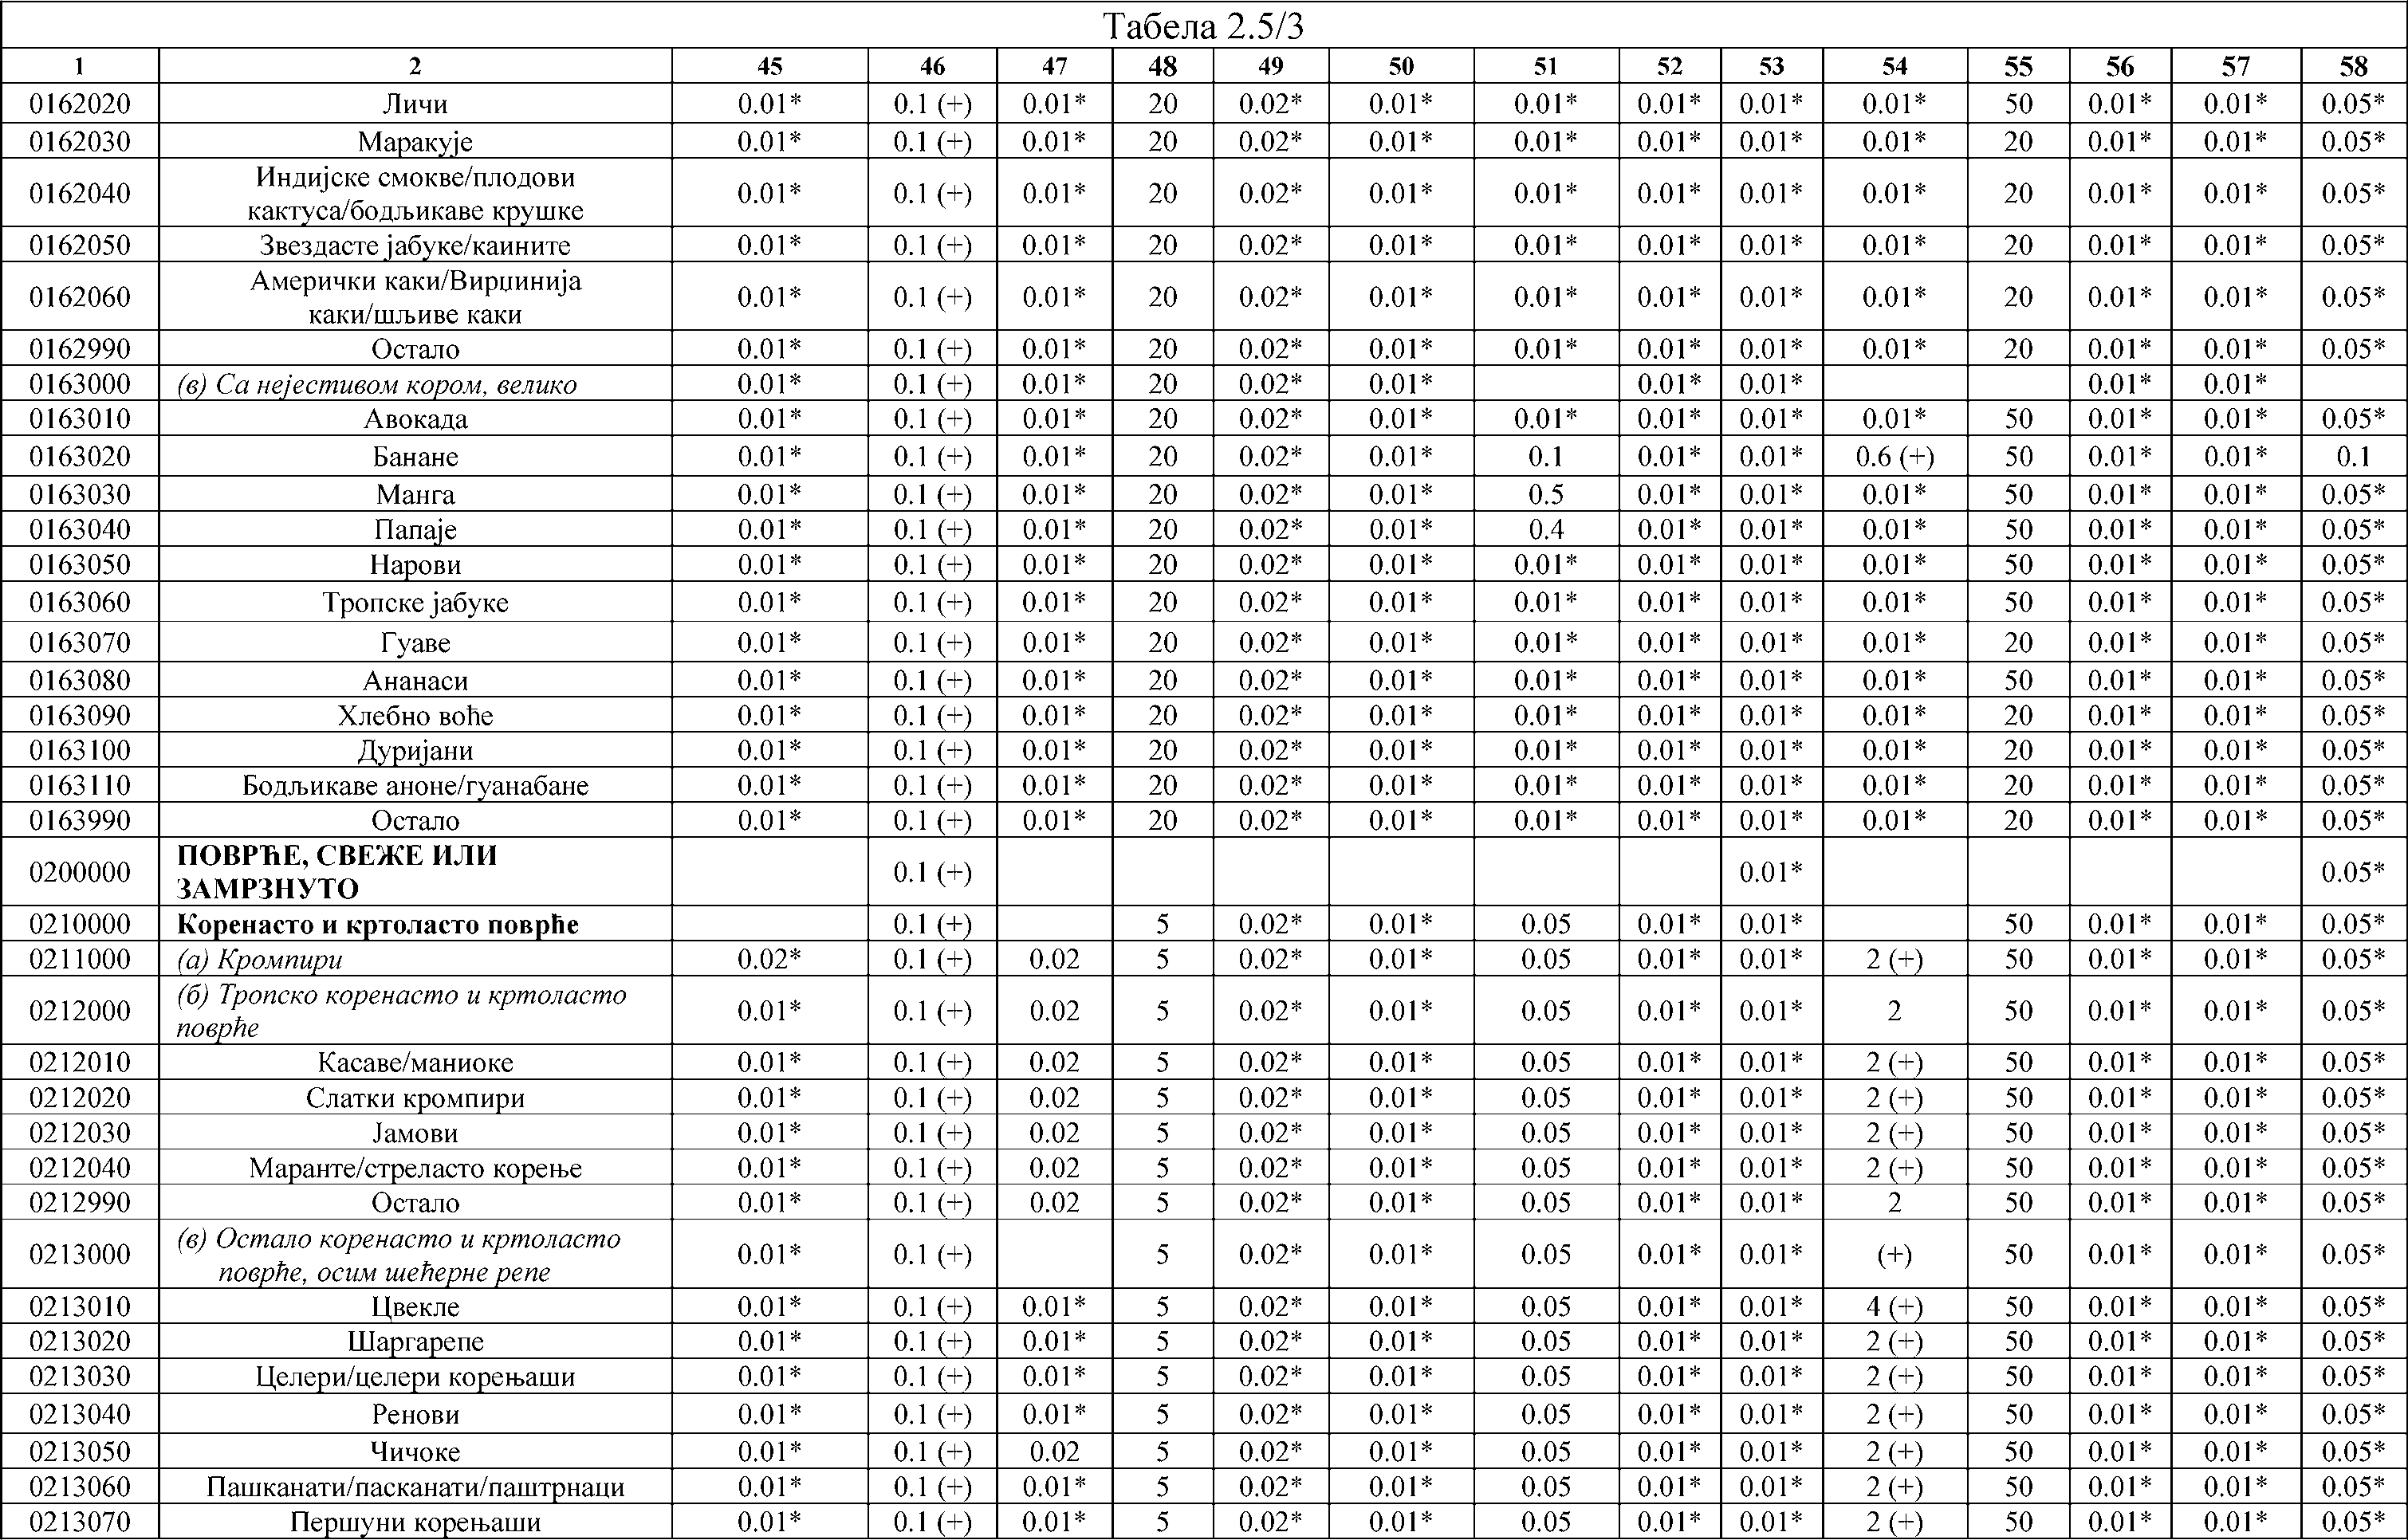 Табела 2.5/3
1 2 45 46 47 48 49 50 51 52 53 54 55 56 57 58
0162020 Личи 0.01* 0.1 (+) 0.01* 20 0.02* 0.01* 0.01* 0.01* 0.01* 0.01* 50 0.01* 0.01* 0.05*
0162030 Маракује 0.01* 0.1 (+) 0.01* 20 0.02* 0.01* 0.01* 0.01* 0.01* 0.01* 20 0.01* 0.01* 0.05*
0162040 Индијске смокве/плодови
кактуса/бодљикаве крушке 0.01* 0.1 (+) 0.01* 20 0.02* 0.01* 0.01* 0.01* 0.01* 0.01* 20 0.01* 0.01* 0.05*
0162050 Звездасте јабуке/каините 0.01* 0.1 (+) 0.01* 20 0.02* 0.01* 0.01* 0.01* 0.01* 0.01* 20 0.01* 0.01* 0.05*
0162060 Амерички каки/Вирџинија
каки/шљиве каки 0.01* 0.1 (+) 0.01* 20 0.02* 0.01* 0.01* 0.01* 0.01* 0.01* 20 0.01* 0.01* 0.05*
0162990 Остало 0.01* 0.1 (+) 0.01* 20 0.02* 0.01* 0.01* 0.01* 0.01* 0.01* 20 0.01* 0.01* 0.05*
0163000 (в) Са нејестивом кором, велико 0.01* 0.1 (+) 0.01* 20 0.02* 0.01* 0.01* 0.01* 0.01* 0.01*
0163010 Авокада 0.01* 0.1 (+) 0.01* 20 0.02* 0.01* 0.01* 0.01* 0.01* 0.01* 50 0.01* 0.01* 0.05*
0163020 Банане 0.01* 0.1 (+) 0.01* 20 0.02* 0.01* 0.1 0.01* 0.01* 0.6 (+) 50 0.01* 0.01* 0.1
0163030 Манга 0.01* 0.1 (+) 0.01* 20 0.02* 0.01* 0.5 0.01* 0.01* 0.01* 50 0.01* 0.01* 0.05*
0163040 Папаје 0.01* 0.1 (+) 0.01* 20 0.02* 0.01* 0.4 0.01* 0.01* 0.01* 50 0.01* 0.01* 0.05*
0163050 Нарови 0.01* 0.1 (+) 0.01* 20 0.02* 0.01* 0.01* 0.01* 0.01* 0.01* 50 0.01* 0.01* 0.05*
0163060 Тропске јабуке 0.01* 0.1 (+) 0.01* 20 0.02* 0.01* 0.01* 0.01* 0.01* 0.01* 50 0.01* 0.01* 0.05*
0163070 Гуаве 0.01* 0.1 (+) 0.01* 20 0.02* 0.01* 0.01* 0.01* 0.01* 0.01* 20 0.01* 0.01* 0.05*
0163080 Ананаси 0.01* 0.1 (+) 0.01* 20 0.02* 0.01* 0.01* 0.01* 0.01* 0.01* 50 0.01* 0.01* 0.05*
0163090 Хлебно воће 0.01* 0.1 (+) 0.01* 20 0.02* 0.01* 0.01* 0.01* 0.01* 0.01* 20 0.01* 0.01* 0.05*
0163100 Дуријани 0.01* 0.1 (+) 0.01* 20 0.02* 0.01* 0.01* 0.01* 0.01* 0.01* 20 0.01* 0.01* 0.05*
0163110 Бодљикаве аноне/гуанабане 0.01* 0.1 (+) 0.01* 20 0.02* 0.01* 0.01* 0.01* 0.01* 0.01* 20 0.01* 0.01* 0.05*
0163990 Остало 0.01* 0.1 (+) 0.01* 20 0.02* 0.01* 0.01* 0.01* 0.01* 0.01* 20 0.01* 0.01* 0.05*
0200000 ПОВРЋЕ, СВЕЖЕ ИЛИ
ЗАМРЗНУТО 0.1 (+) 0.01* 0.05*
0210000 Коренасто и кртоласто поврће 0.1 (+) 5 0.02* 0.01* 0.05 0.01* 0.01* 50 0.01* 0.01* 0.05*
0211000 (а) Кромпири 0.02* 0.1 (+) 0.02 5 0.02* 0.01* 0.05 0.01* 0.01* 2 (+) 50 0.01* 0.01* 0.05*
0212000 (б) Тропско коренасто и кртоласто
поврће 0.01* 0.1 (+) 0.02 5 0.02* 0.01* 0.05 0.01* 0.01* 2 50 0.01* 0.01* 0.05*
0212010 Касаве/маниоке 0.01* 0.1 (+) 0.02 5 0.02* 0.01* 0.05 0.01* 0.01* 2 (+) 50 0.01* 0.01* 0.05*
0212020 Слатки кромпири 0.01* 0.1 (+) 0.02 5 0.02* 0.01* 0.05 0.01* 0.01* 2 (+) 50 0.01* 0.01* 0.05*
0212030 Јамови 0.01* 0.1 (+) 0.02 5 0.02* 0.01* 0.05 0.01* 0.01* 2 (+) 50 0.01* 0.01* 0.05*
0212040 Маранте/стреласто корење 0.01* 0.1 (+) 0.02 5 0.02* 0.01* 0.05 0.01* 0.01* 2 (+) 50 0.01* 0.01* 0.05*
0212990 Остало 0.01* 0.1 (+) 0.02 5 0.02* 0.01* 0.05 0.01* 0.01* 2 50 0.01* 0.01* 0.05*
0213000 (в) Остало коренасто и кртоласто
поврће, осим шећерне репе 0.01* 0.1 (+) 5 0.02* 0.01* 0.05 0.01* 0.01* (+) 50 0.01* 0.01* 0.05*
0213010 Цвекле 0.01* 0.1 (+) 0.01* 5 0.02* 0.01* 0.05 0.01* 0.01* 4 (+) 50 0.01* 0.01* 0.05*
0213020 Шаргарепе 0.01* 0.1 (+) 0.01* 5 0.02* 0.01* 0.05 0.01* 0.01* 2 (+) 50 0.01* 0.01* 0.05*
0213030 Целери/целери корењаши 0.01* 0.1 (+) 0.01* 5 0.02* 0.01* 0.05 0.01* 0.01* 2 (+) 50 0.01* 0.01* 0.05*
0213040 Ренови 0.01* 0.1 (+) 0.01* 5 0.02* 0.01* 0.05 0.01* 0.01* 2 (+) 50 0.01* 0.01* 0.05*
0213050 Чичоке 0.01* 0.1 (+) 0.02 5 0.02* 0.01* 0.05 0.01* 0.01* 2 (+) 50 0.01* 0.01* 0.05*
0213060 Пашканати/пасканати/паштрнаци 0.01* 0.1 (+) 0.01* 5 0.02* 0.01* 0.05 0.01* 0.01* 2 (+) 50 0.01* 0.01* 0.05*
0213070 Першуни корењаши 0.01* 0.1 (+) 0.01* 5 0.02* 0.01* 0.05 0.01* 0.01* 2 (+) 50 0.01* 0.01* 0.05*